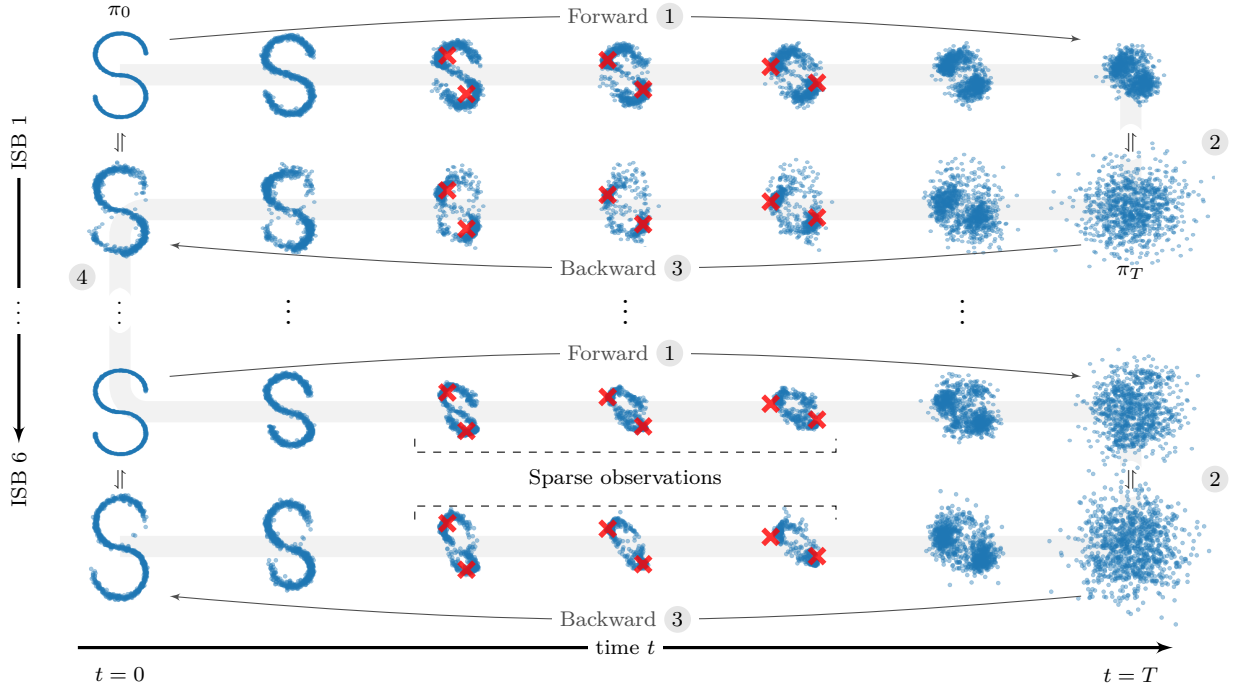 π₀
Forward 1
ISB 1
⇌
⇌
2
Backward 3
π_T
4
⋮
⋮
⋮
⋮
⋯
Forward 1
Sparse observations
ISB 6
⇌
⇌
2
Backward 3
time t
t = 0
t = T